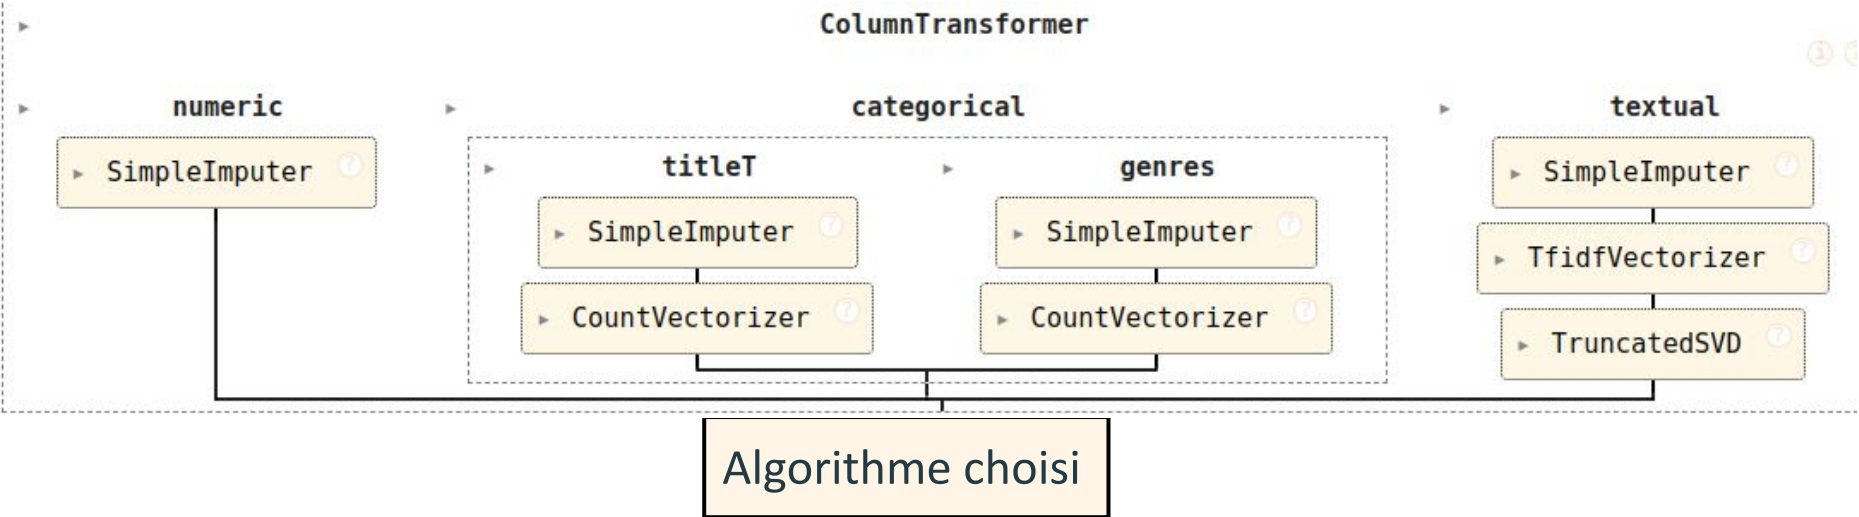 ColumnTransformer
numeric
categorical
textual
SimpleImputer ?
titleT
genres
SimpleImputer ?
SimpleImputer ?
SimpleImputer ?
CountVectorizer ?
CountVectorizer ?
TfidfVectorizer ?
TruncatedSVD ?
Algorithme choisi